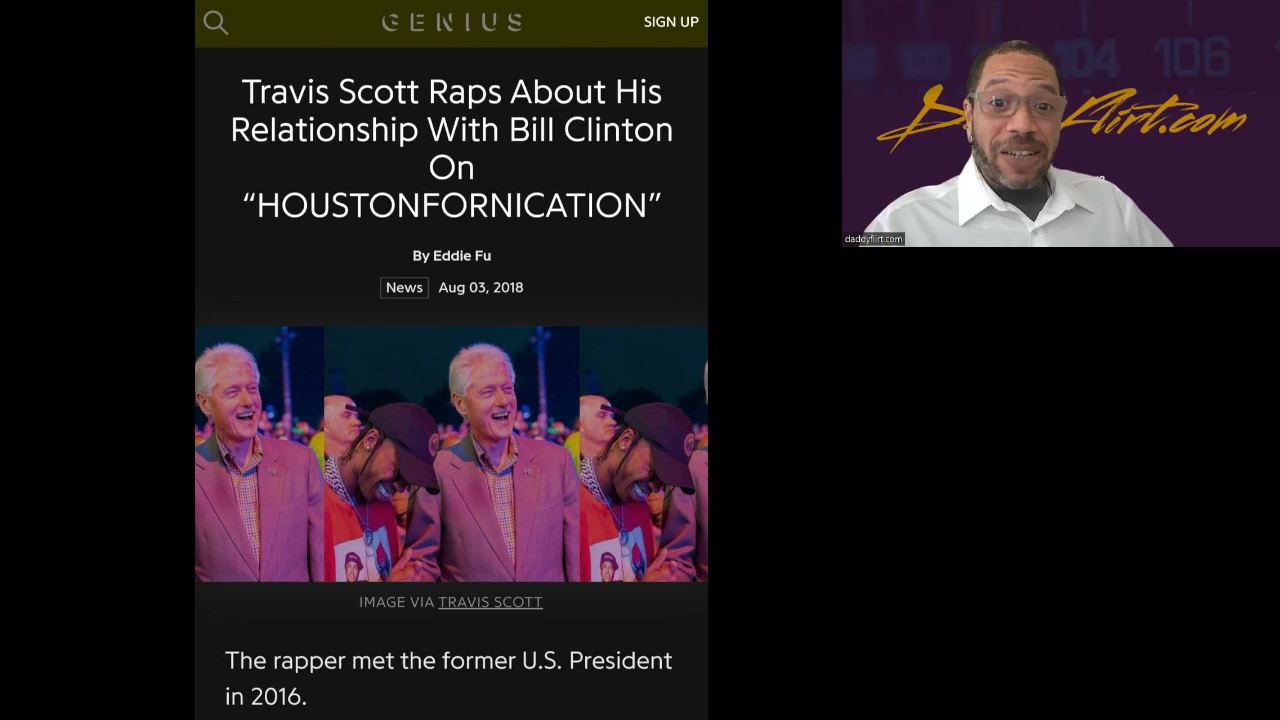 GENIUS
SIGN UP
Travis Scott Raps About His
Relationship With Bill Clinton
On
“HOUSTONFORNICATION”
By Eddie Fu
News Aug 03, 2018
IMAGE VIA TRAVIS SCOTT
The rapper met the former U.S. President
in 2016.
104 106
daddyflirt.com